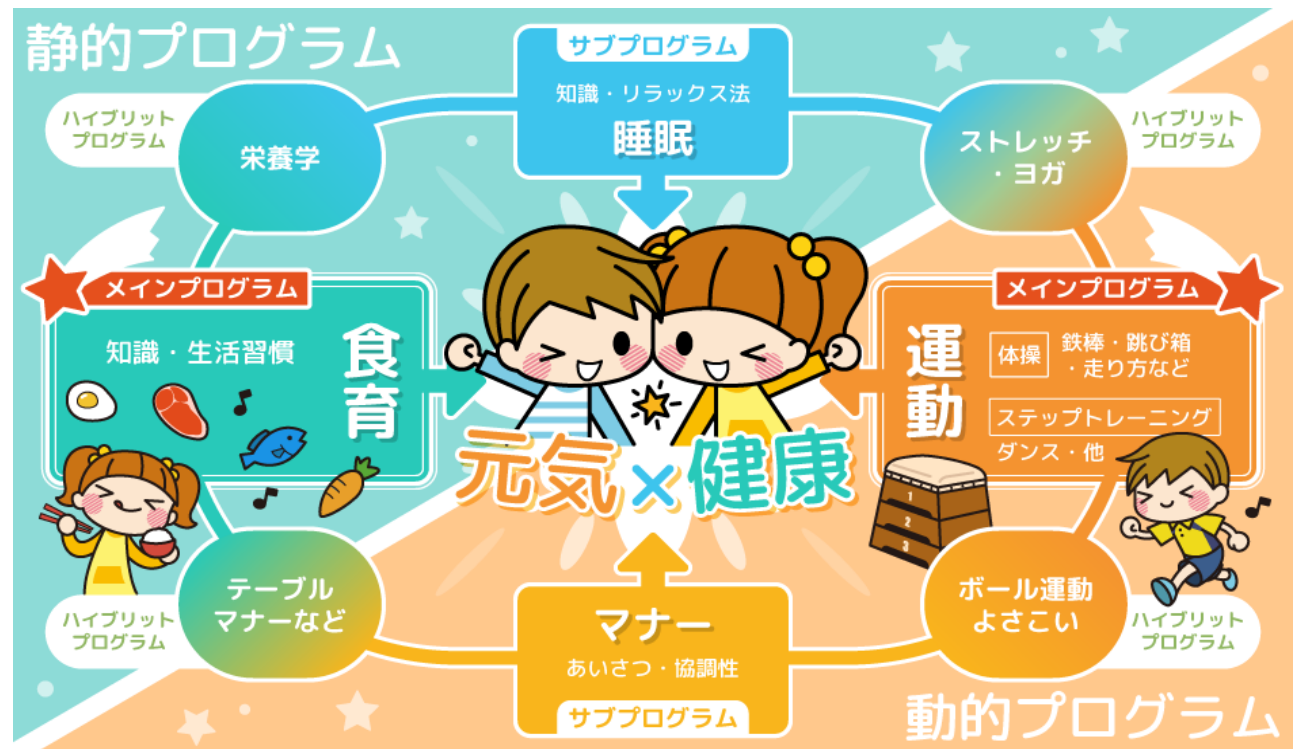 静的プログラム
サブプログラム
知識・リラックス法
睡眠
ハイブリット
プログラム
栄養学
ストレッチ
・ヨガ
ハイブリット
プログラム
メインプログラム
知識・生活習慣
食育
メインプログラム
運動
体操
鉄棒・跳び箱
・走り方など
ステップトレーニング
ダンス・他
元気×健康
1
2
3
テーブル
マナーなど
ハイブリット
プログラム
マナー
あいさつ・協調性
サブプログラム
ボール運動
よさこい
ハイブリット
プログラム
動的プログラム